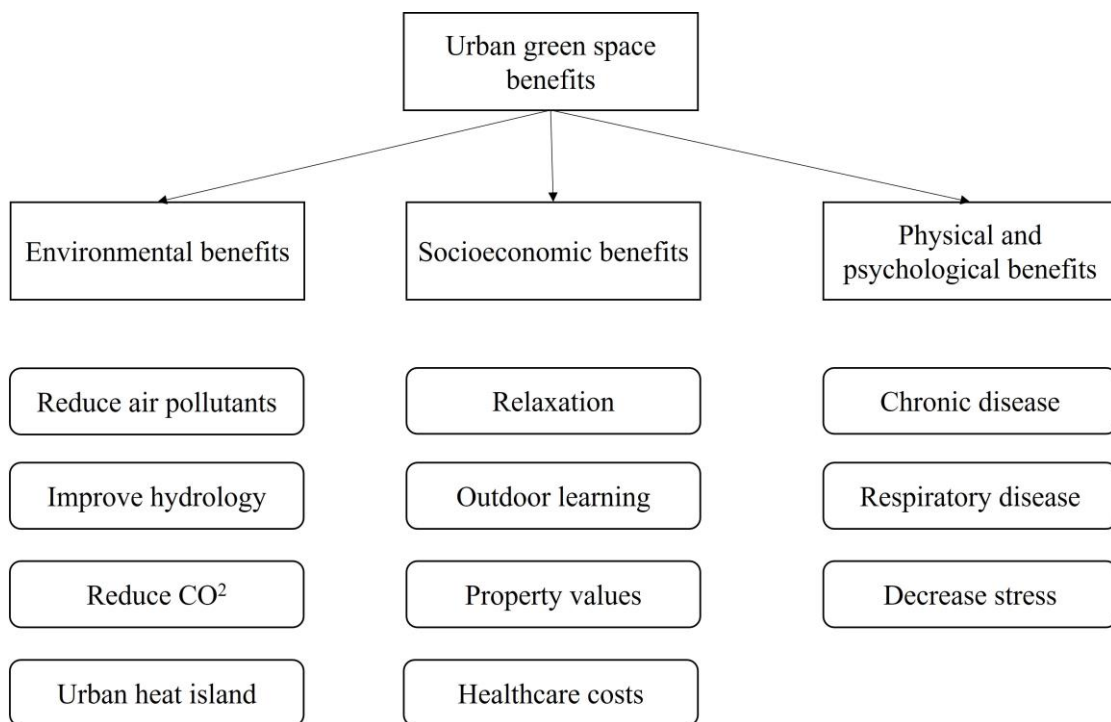 Urban green space
benefits
Environmental benefits
Socioeconomic benefits
Physical and
psychological benefits
Reduce air pollutants
Relaxation
Chronic disease
Improve hydrology
Outdoor learning
Respiratory disease
Reduce CO²
Property values
Decrease stress
Urban heat island
Healthcare costs